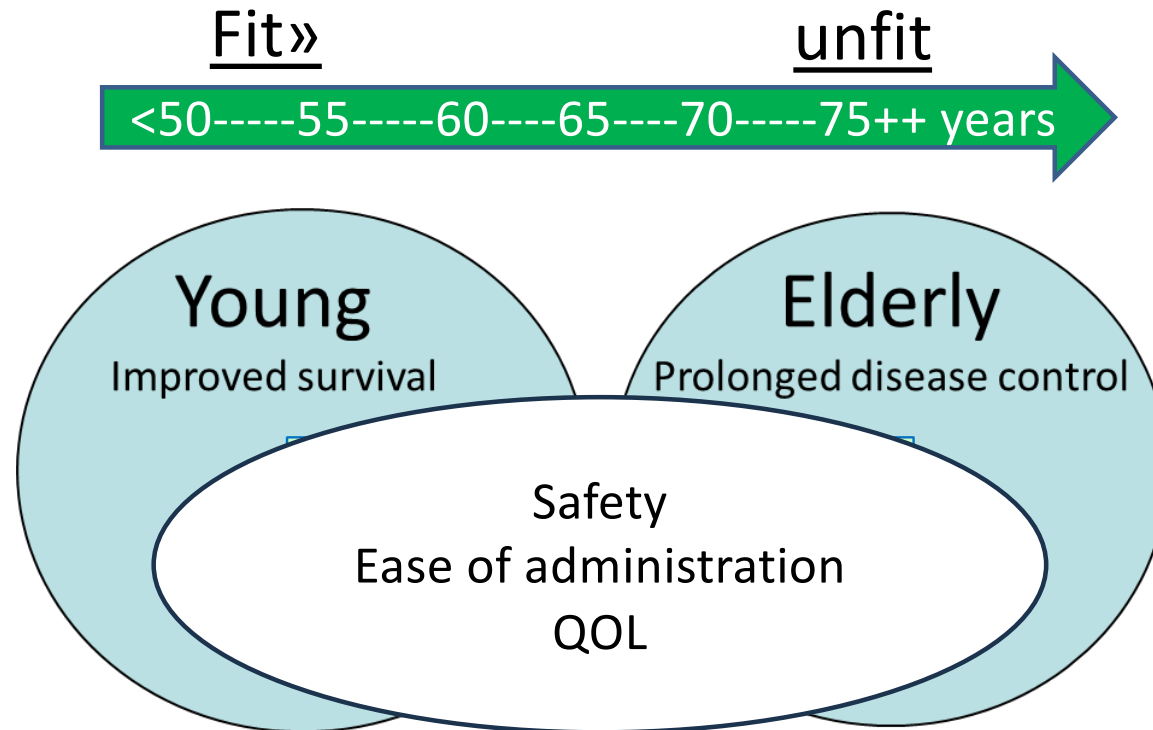 Fit» unfit
<50-----55-----60----65----70-----75++ years
Young
Improved survival
Elderly
Prolonged disease control
Safety
Ease of administration
QOL